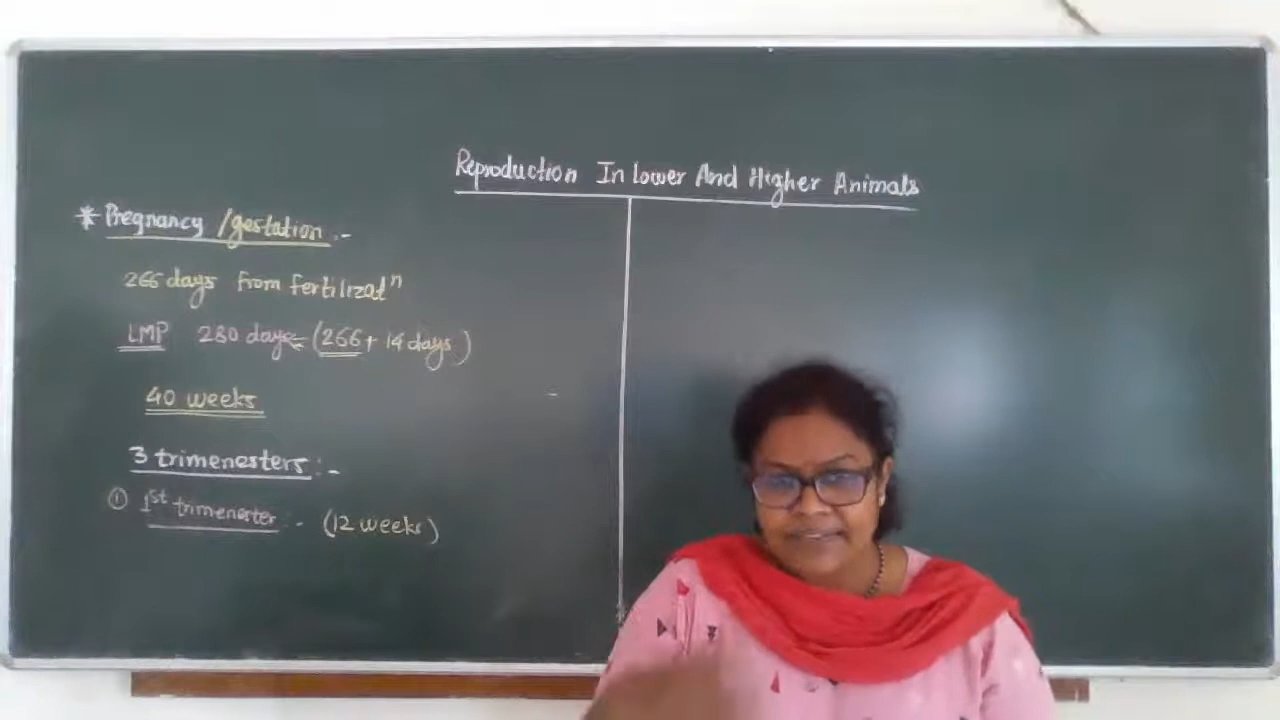 Reproduction In Lower And Higher Animals
* Pregnancy /gestation :-
266 days from fertilizatⁿ
LMP 280 days = (266 + 14 days)
40 weeks
3 trimenesters :-
① 1st trimenester - (12 weeks)